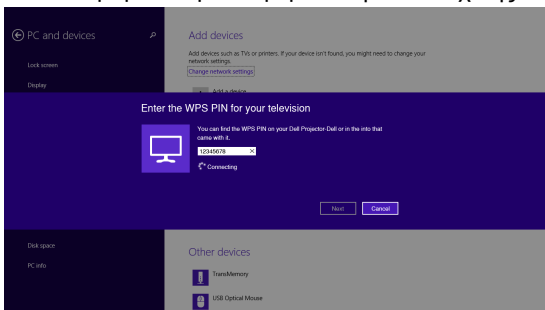 PC and devices
Lock screen
Display
Disk space
PC info
Add devices
Add devices such as TVs or printers. If your device isn't found, you might need to change your
network settings.
Change network settings
Add a device
Enter the WPS PIN for your television
You can find the WPS PIN on your Dell Projector-Dell or in the into that
came with it.
12345678
Connecting
Next
Cancel
Other devices
TransMemory
USB Optical Mouse